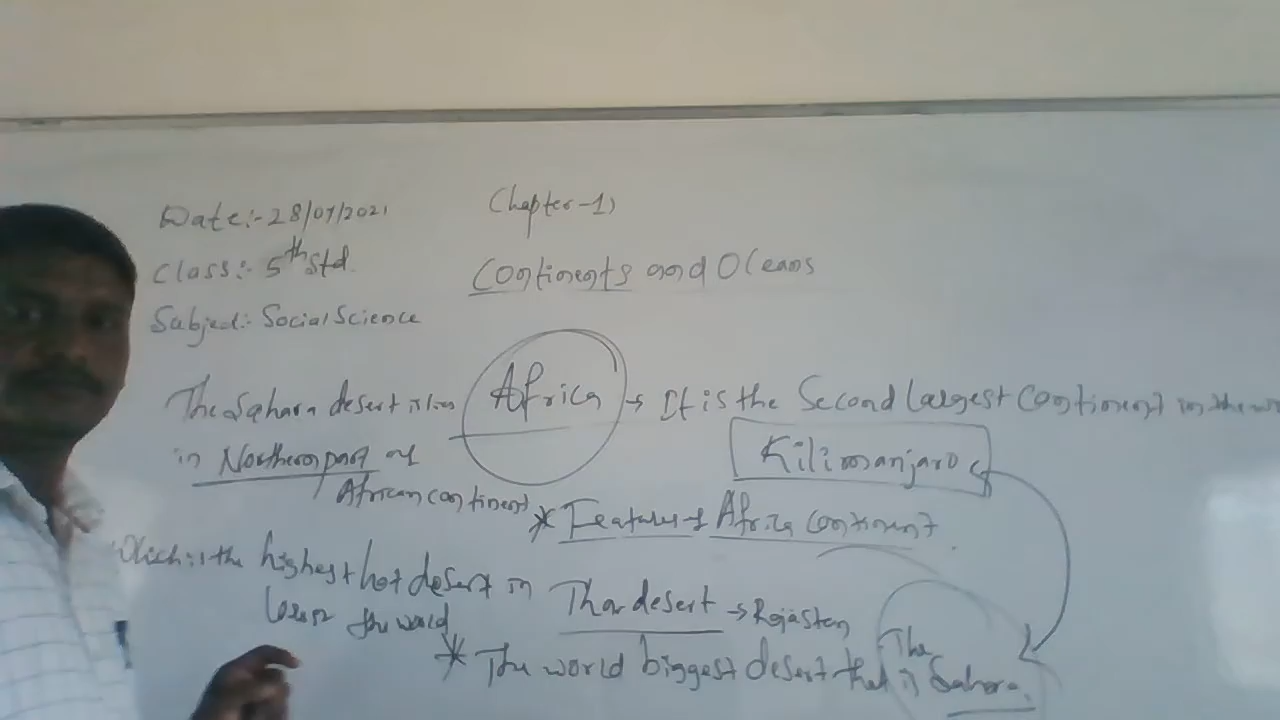 Date:- 28/07/2021
Chapter-1)
Class:- 5th Std.
Continents and Oceans
Subject:- Social Science
Africa → It is the Second largest Continent in the
The Sahara desert is
in Northern part of
African continent
Kilimanjaro
* Features of Africa continent.
Which is the highest hot desert in
the world
Thar desert → Rajastan
* The world biggest desert that is The Sahara.